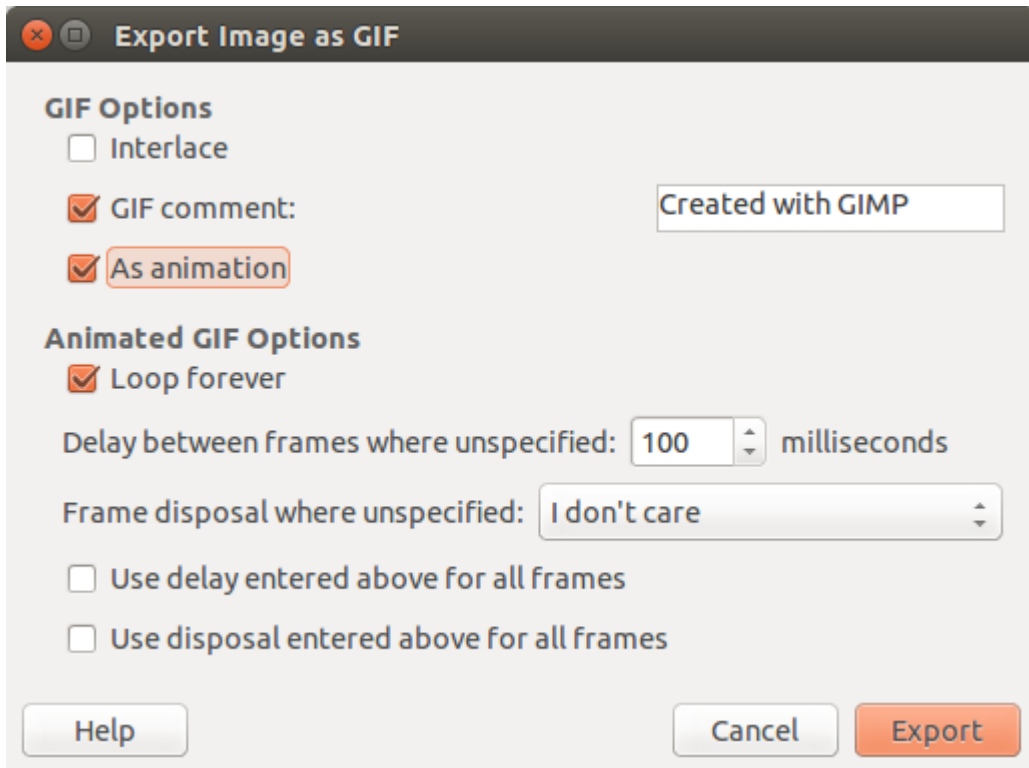 Export Image as GIF
GIF Options
Interlace
GIF comment: Created with GIMP
As animation
Animated GIF Options
Loop forever
Delay between frames where unspecified: 100 milliseconds
Frame disposal where unspecified: I don't care
Use delay entered above for all frames
Use disposal entered above for all frames
Help Cancel Export